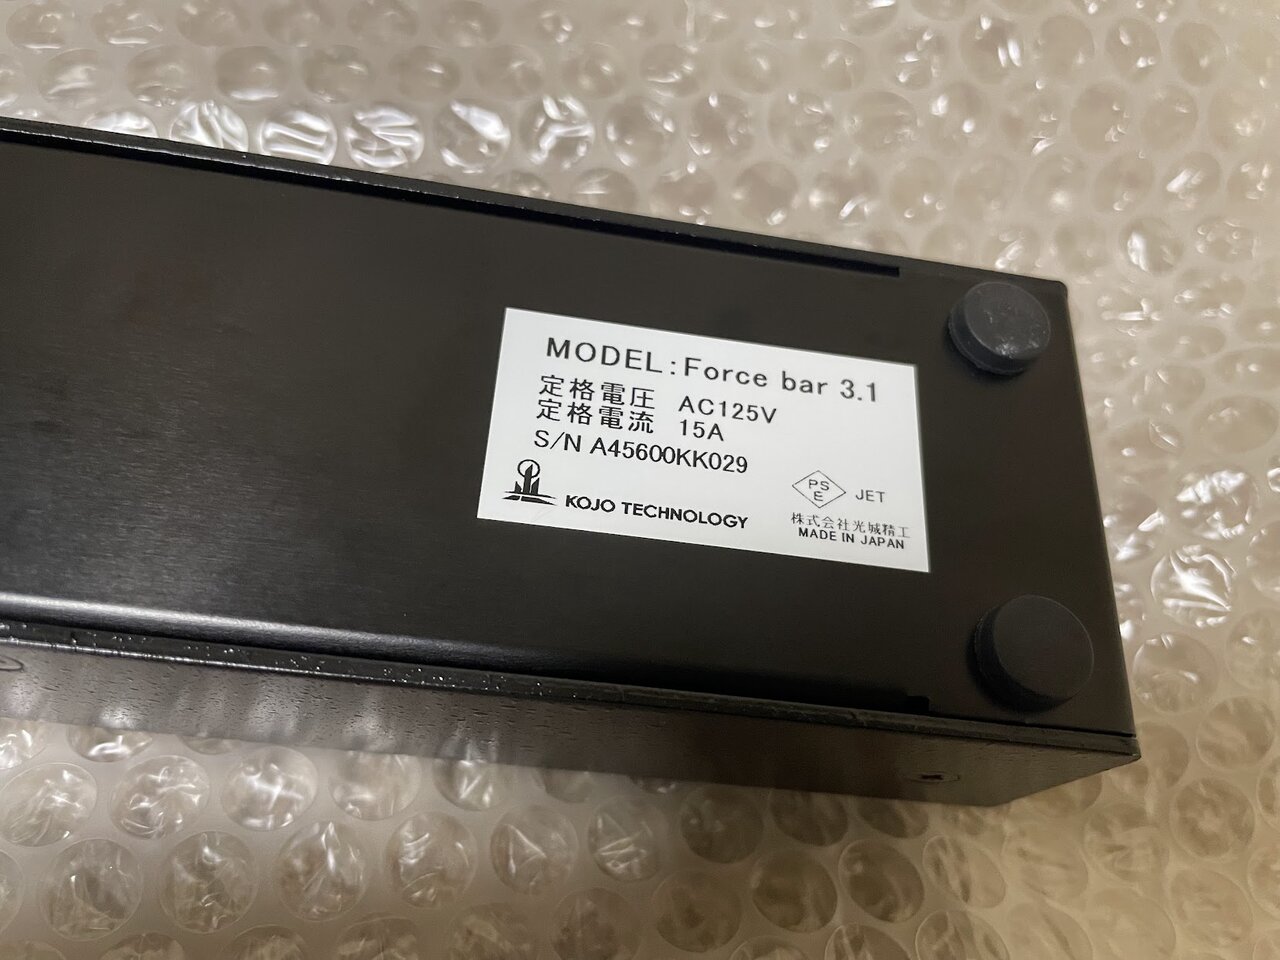 MODEL:Force bar 3.1
定格電圧 AC125V
定格電流 15A
S/N A45600KK029
KOJO TECHNOLOGY
PS
E
JET
株式会社光城精工
MADE IN JAPAN